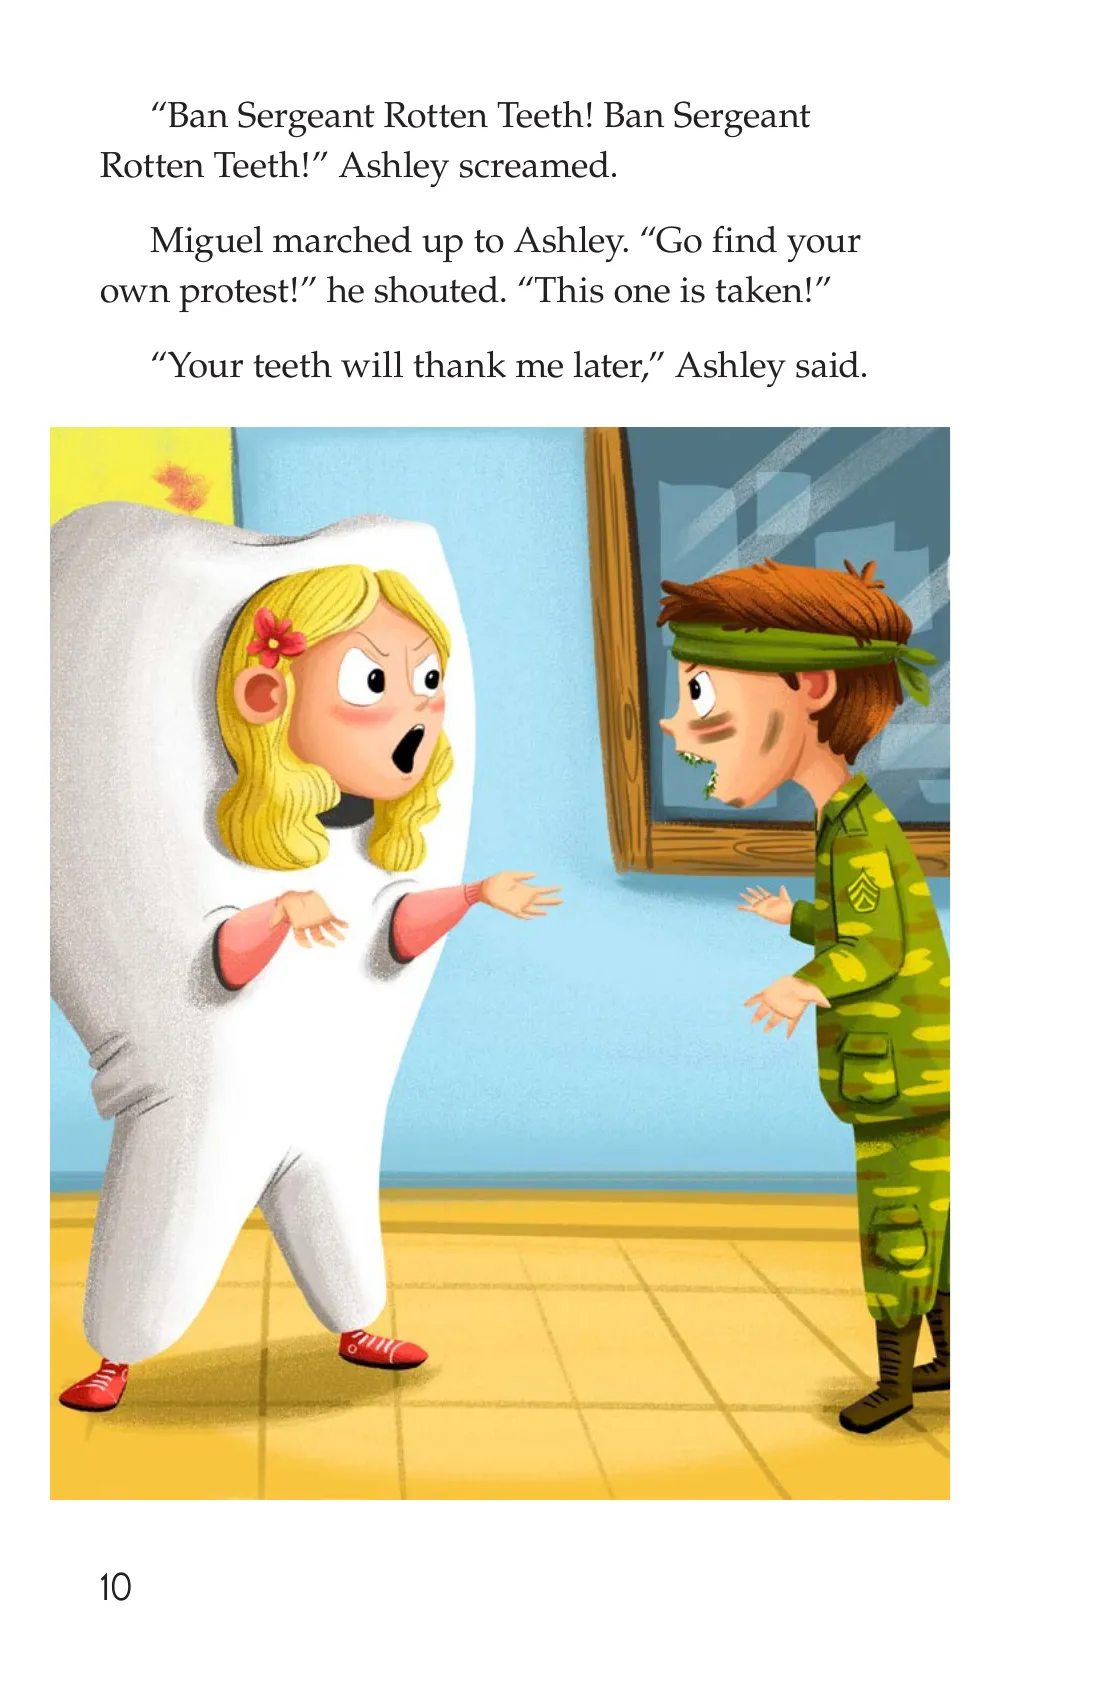 “Ban Sergeant Rotten Teeth! Ban Sergeant
Rotten Teeth!” Ashley screamed.
Miguel marched up to Ashley. “Go find your
own protest!” he shouted. “This one is taken!”
“Your teeth will thank me later,” Ashley said.
10